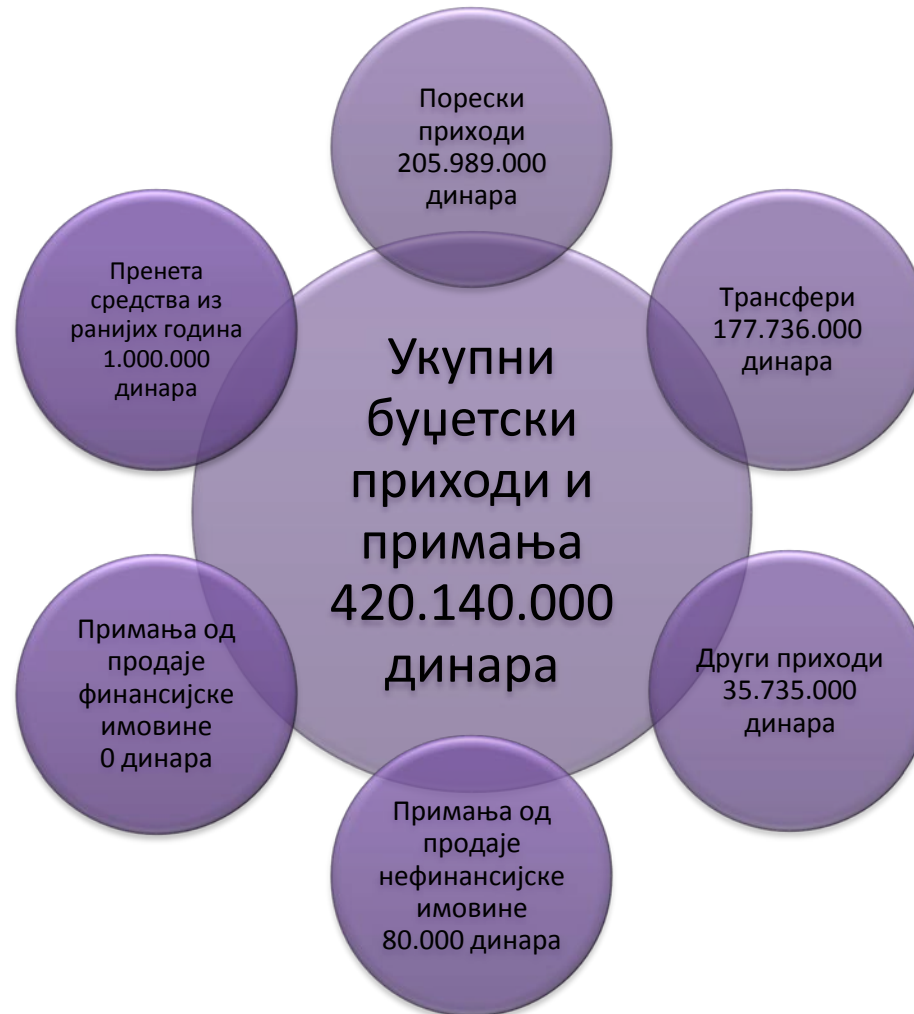 Порески
приходи
205.989.000
динара
Трансфери
177.736.000
динара
Други приходи
35.735.000
динара
Примања од
продаје
нефинансијске
имовине
80.000 динара
Примања од
продаје
финансијске
имовине
0 динара
Пренета
средства из
ранијих година
1.000.000
динара
Укупни
буџетски
приходи и
примања
420.140.000
динара